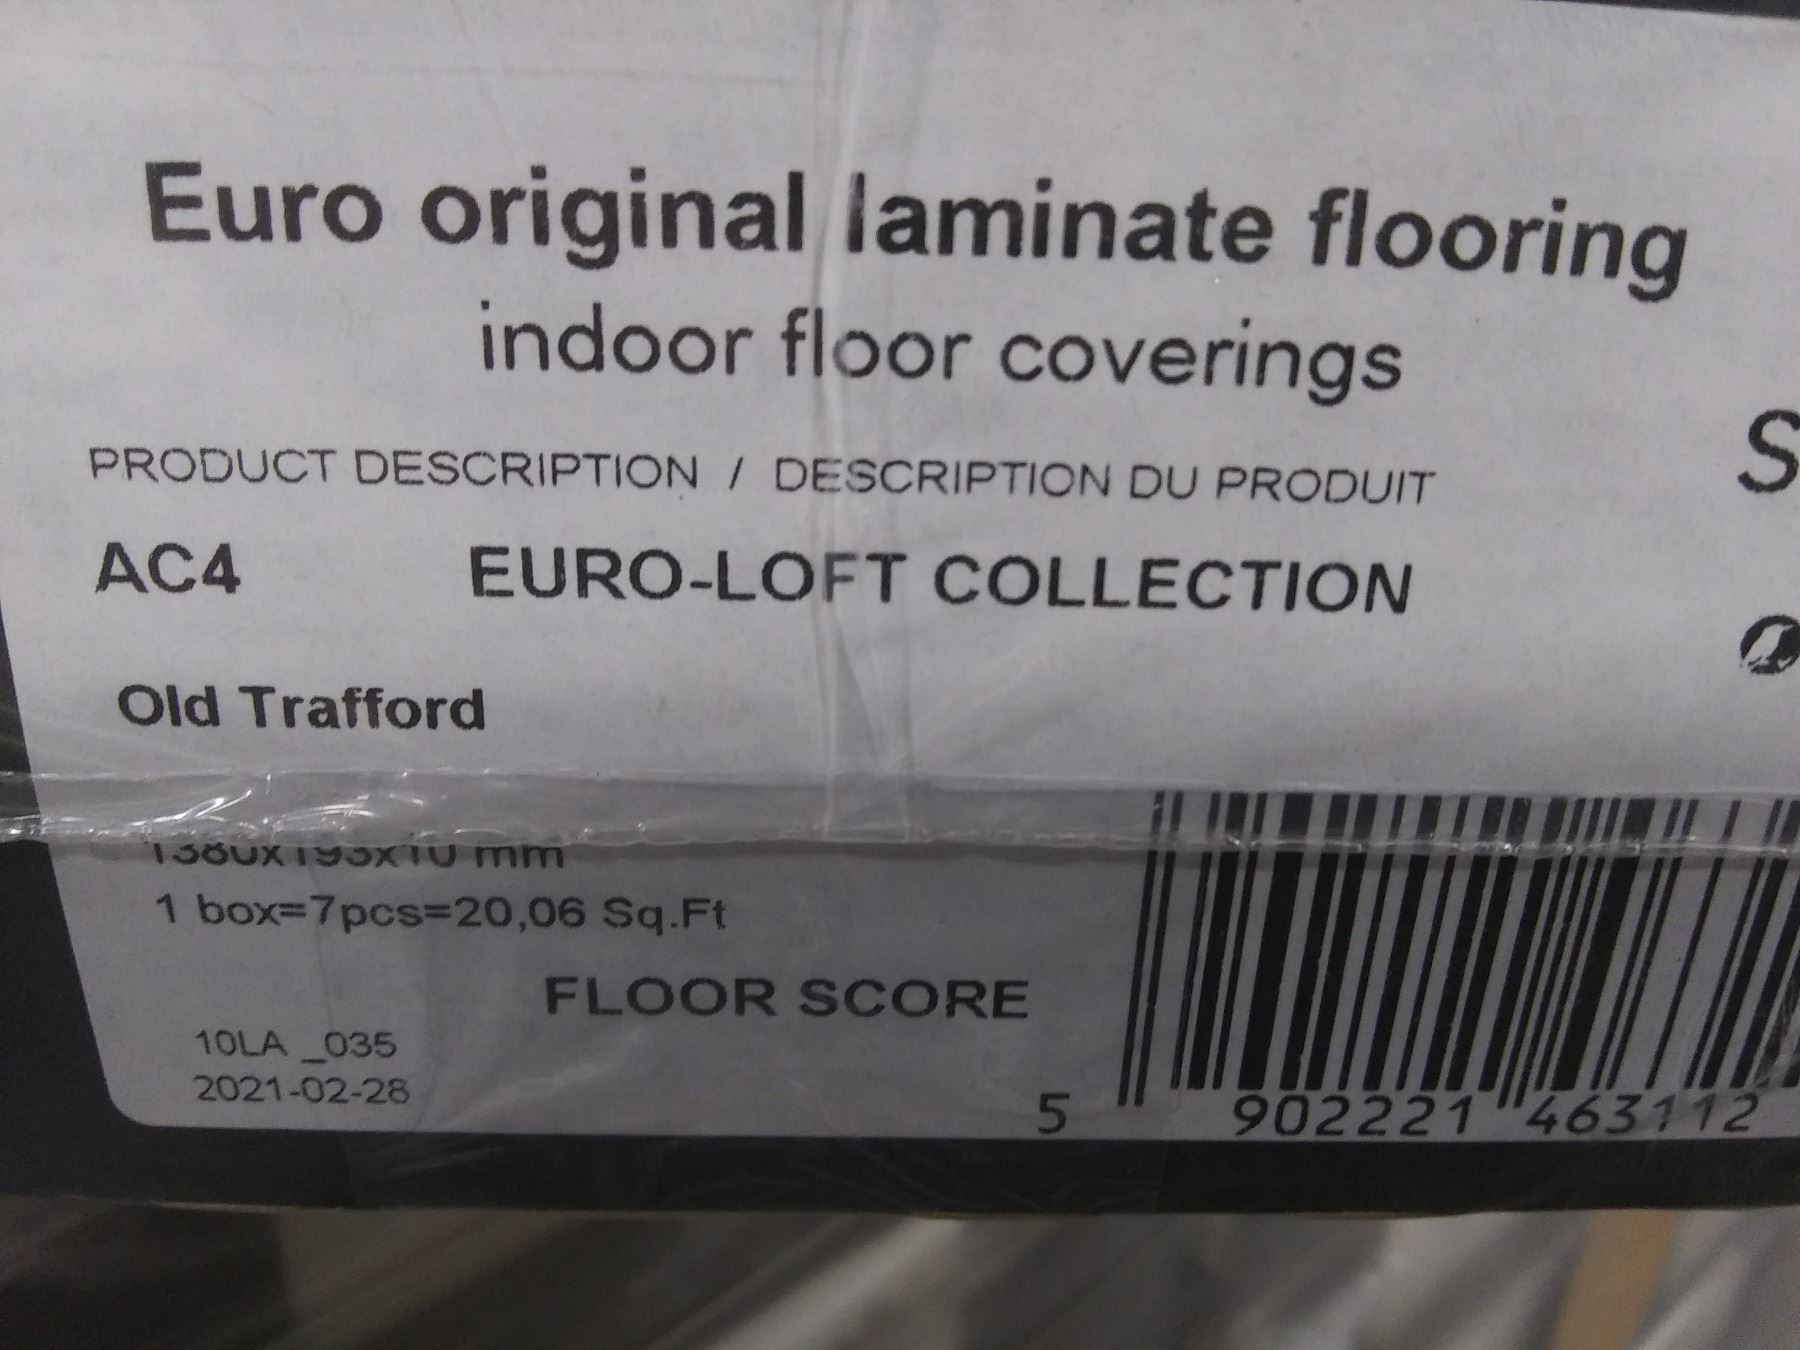 Euro original laminate flooring
indoor floor coverings
PRODUCT DESCRIPTION / DESCRIPTION DU PRODUIT
S
AC4 EURO-LOFT COLLECTION
Old Trafford
1380x193x10 mm
1 box=7pcs=20,06 Sq.Ft
FLOOR SCORE
10LA _035
2021-02-28
5 902221 463112